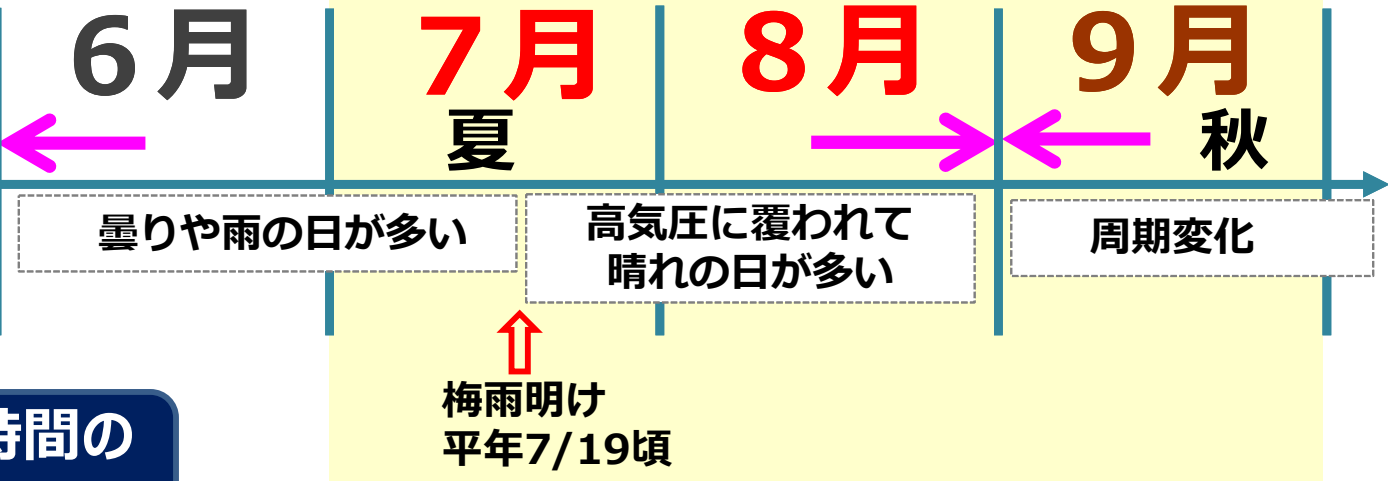 6月
7月
8月
9月
夏
秋
曇りや雨の日が多い
高気圧に覆われて
晴れの日が多い
周期変化
梅雨明け
平年7/19頃
時間の